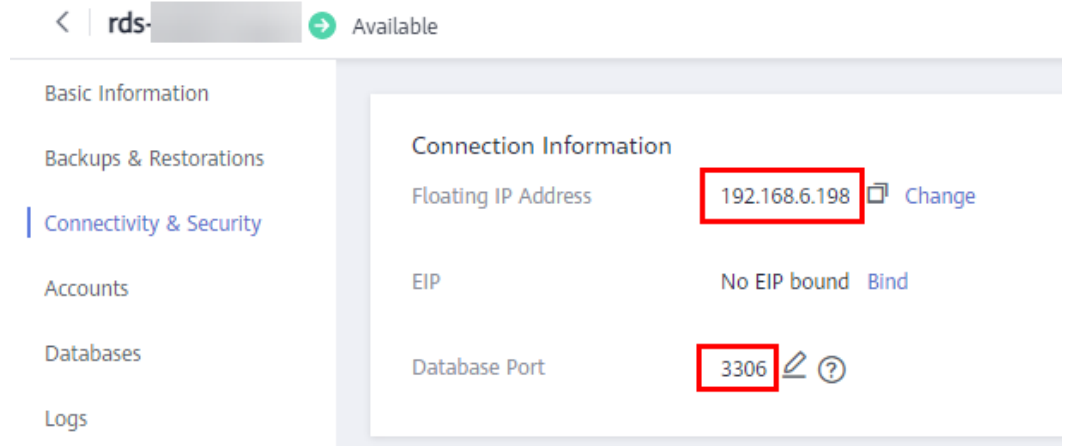 rds- Available
Basic Information
Backups & Restorations
Connectivity & Security
Accounts
Databases
Logs
Connection Information
Floating IP Address 192.168.6.198 Change
EIP No EIP bound Bind
Database Port 3306 ?